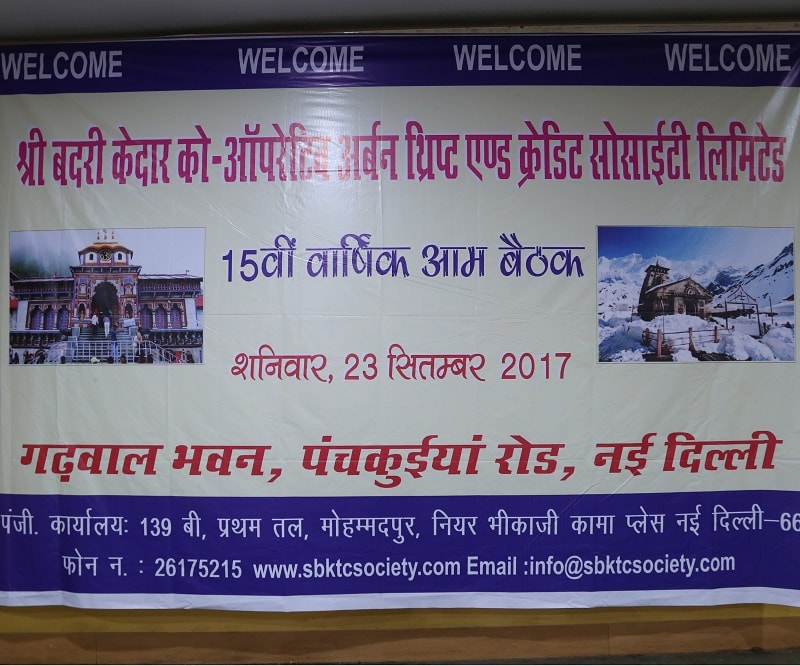 WELCOME WELCOME WELCOME WELCOME
श्री बदरी केदार को-ऑपरेटिव अर्बन थ्रिप्ट एण्ड क्रेडिट सोसाईटी लिमिटेड
15वीं वार्षिक आम बैठक
शनिवार, 23 सितम्बर 2017
गढ़वाल भवन, पंचकुईयां रोड, नई दिल्ली
पंजी. कार्यालयः 139 बी, प्रथम तल, मोहम्मदपुर, नियर भीकाजी कामा प्लेस नई दिल्ली–66
फोन न. : 26175215 www.sbktcsociety.com Email :info@sbktcsociety.com